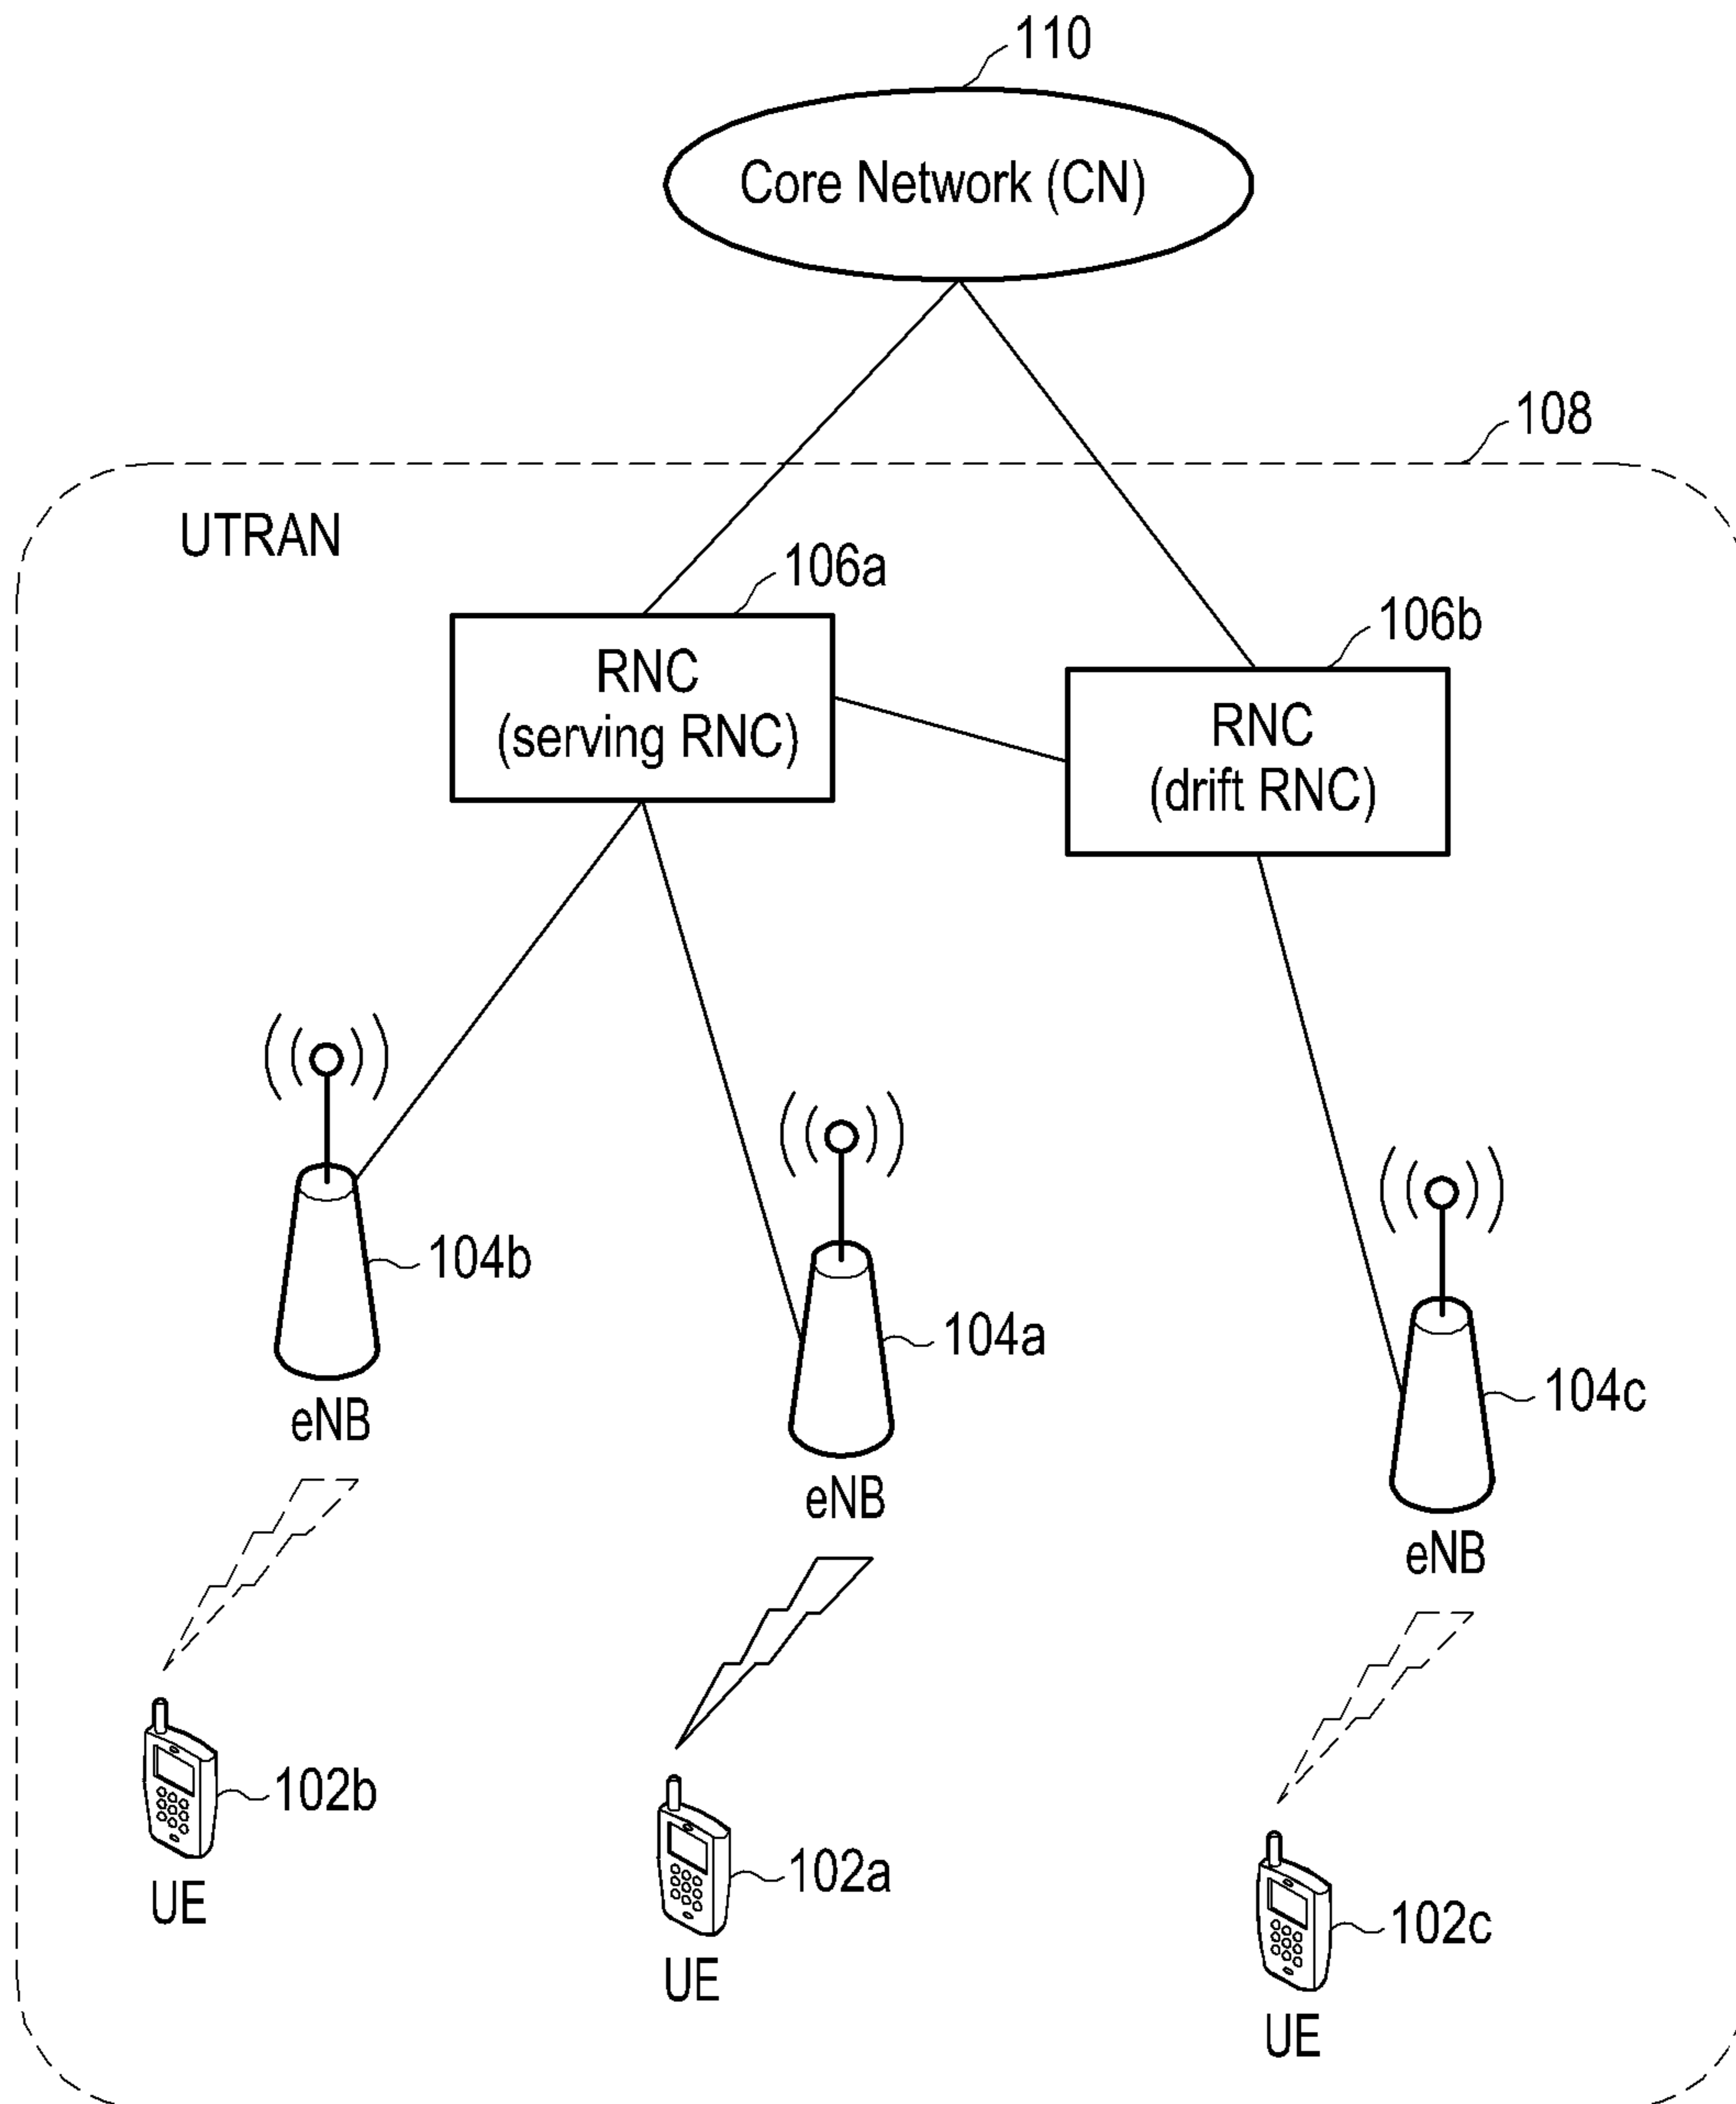 110
Core Network (CN)
108
UTRAN
106a
106b
RNC
(serving RNC)
RNC
(drift RNC)
104b
104a
104c
eNB
eNB
eNB
102b
102a
102c
UE
UE
UE